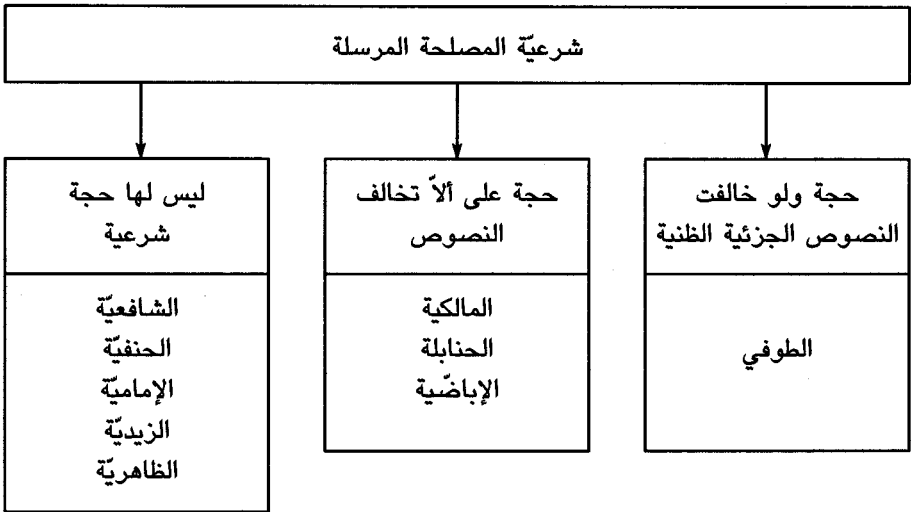 شرعيّة المصلحة المرسلة
حجة ولو خالفت
النصوص الجزئية الظنية
الطوفي
حجة على ألاّ تخالف
النصوص
المالكية
الحنابلة
الإباضّية
ليس لها حجة
شرعية
الشافعيّة
الحنفيّة
الإماميّة
الزيديّة
الظاهريّة